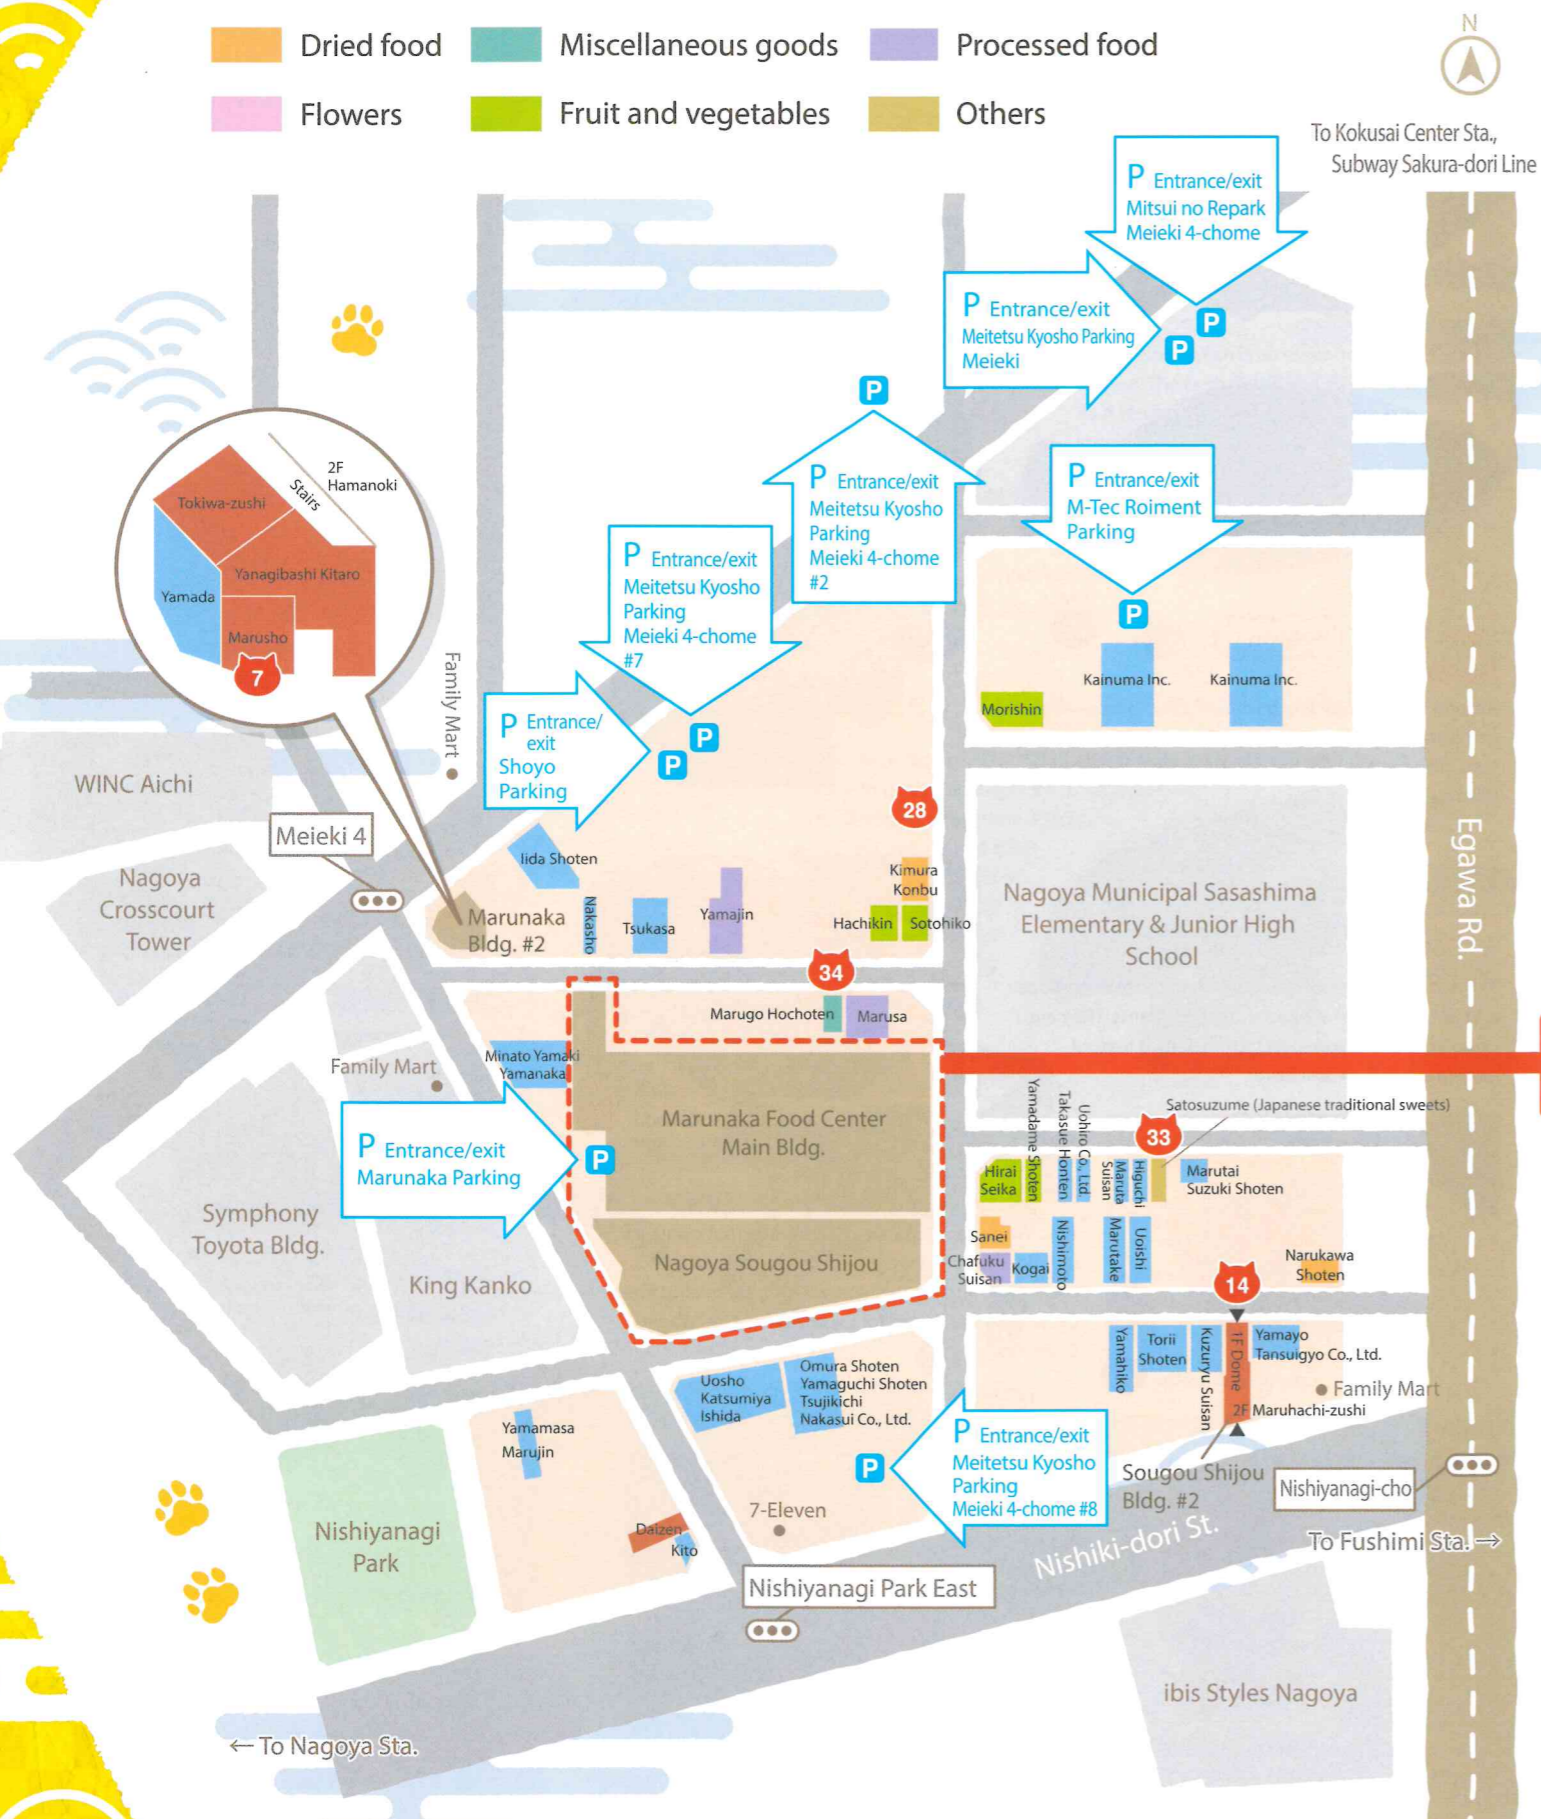 Dried food
Miscellaneous goods
Processed food
Flowers
Fruit and vegetables
Others
N
To Kokusai Center Sta.,
Subway Sakura-dori Line
P Entrance/exit
Mitsui no Repark
Meieki 4-chome
P Entrance/exit
Meitetsu Kyosho Parking
Meieki
P
P
P
P Entrance/exit
Meitetsu Kyosho
Parking
Meieki 4-chome
#2
P Entrance/exit
M-Tec Roiment
Parking
P
2F
Hamanoki
Stairs
Tokiwa-zushi
Yanagibashi Kitaro
Yamada
Marusho
7
P Entrance/exit
Meitetsu Kyosho
Parking
Meieki 4-chome
#7
Family Mart
P Entrance/
exit
Shoyo
Parking
P
P
Kainuma Inc.
Kainuma Inc.
Morishin
WINC Aichi
Meieki 4
28
Egawa Rd.
Nagoya
Crosscourt
Tower
Iida Shoten
Kimura
Konbu
Marunaka
Bldg. #2
Nakasho
Tsukasa
Yamajin
Hachikin
Sotohiko
Nagoya Municipal Sasashima
Elementary & Junior High
School
34
Marugo Hochoten
Marusa
Family Mart
Minato Yamaki
Yamanaka
Marunaka Food Center
Main Bldg.
P Entrance/exit
Marunaka Parking
P
Yamadame Shoten
Takasue Honten
Uohiro Co., Ltd.
Satosuzume (Japanese traditional sweets)
33
Hirai
Seika
Maruta
Suisan
Higuchi
Marutai
Suzuki Shoten
Symphony
Toyota Bldg.
Nagoya Sougou Shijou
Sanei
Chafuku
Suisan
Kogai
Nishimoto
Marutake
Uoishi
Narukawa
Shoten
King Kanko
14
Yamahiko
Torii
Shoten
Kuzuryu Suisan
1F Dome
Yamayo
Tansuigyo Co., Ltd.
Family Mart
2F Maruhachi-zushi
Uosho
Katsumiya
Ishida
Omura Shoten
Yamaguchi Shoten
Tsujikichi
Nakasui Co., Ltd.
Yamamasa
Marujin
P
P Entrance/exit
Meitetsu Kyosho
Parking
Meieki 4-chome #8
Sougou Shijou
Bldg. #2
Nishiyanagi-cho
Nishiyanagi
Park
Daizen
Kito
7-Eleven
Nishiki-dori St.
To Fushimi Sta. →
Nishiyanagi Park East
ibis Styles Nagoya
← To Nagoya Sta.